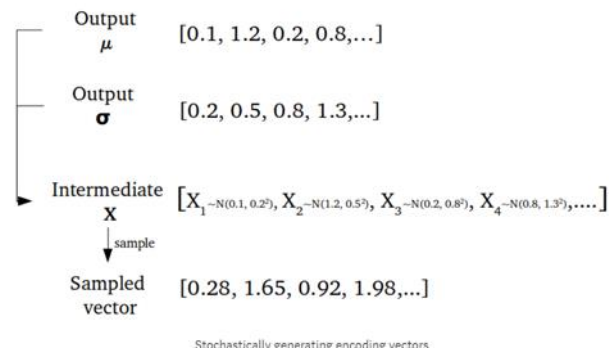 Output
μ [0.1, 1.2, 0.2, 0.8,...]
Output
σ [0.2, 0.5, 0.8, 1.3,...]
Intermediate
X [X₁~N(0.1, 0.2²), X₂~N(1.2, 0.5²), X₃~N(0.2, 0.8²), X₄~N(0.8, 1.3²),....]
sample
Sampled
vector [0.28, 1.65, 0.92, 1.98,...]
Stochastically generating encoding vectors